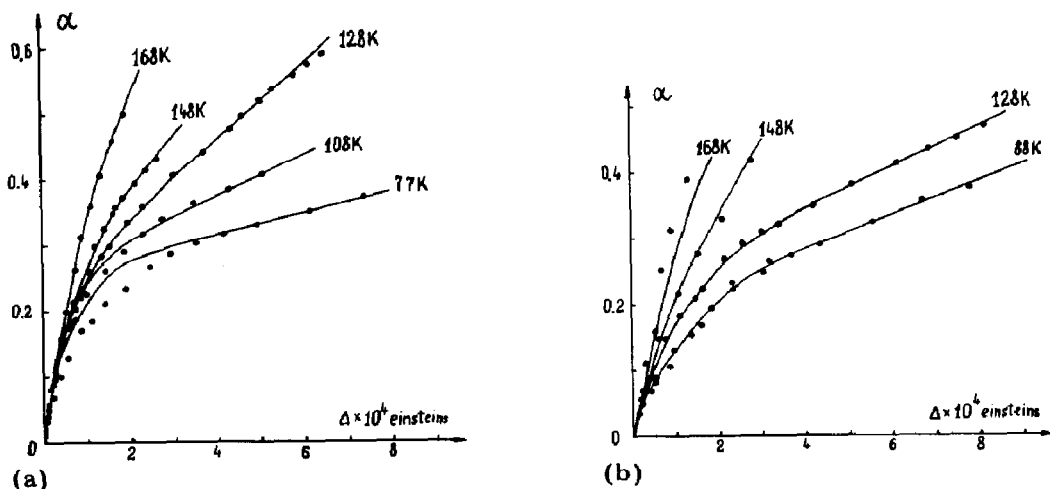 α
0,6
0.4
0.2
0
168K
148K
128K
108K
77K
Δ×10⁴ einsteins
2 4 6 8
(a)
α
0.4
0.2
0
168K
148K
128K
88K
Δ×10⁴ einsteins
2 4 6 8
(b)